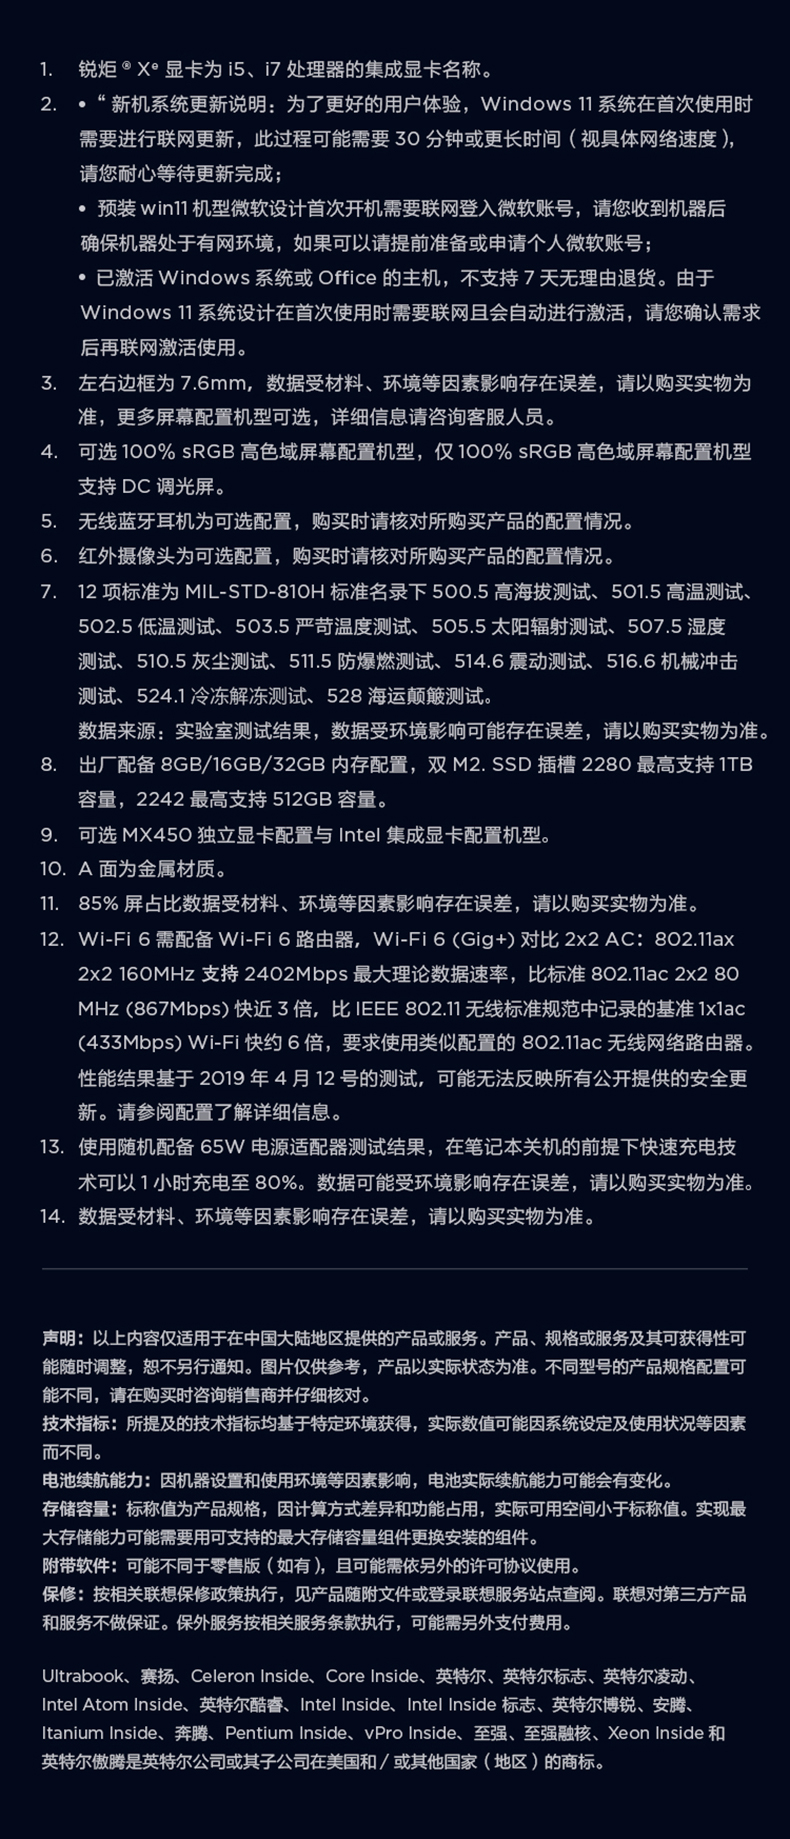 1. 锐炬 ® Xᵉ 显卡为 i5、i7 处理器的集成显卡名称。
2. • “ 新机系统更新说明：为了更好的用户体验，Windows 11 系统在首次使用时
需要进行联网更新，此过程可能需要 30 分钟或更长时间（视具体网络速度），
请您耐心等待更新完成；
• 预装 win11 机型微软设计首次开机需要联网登入微软账号，请您收到机器后
确保机器处于有网环境，如果可以请提前准备或申请个人微软账号；
• 已激活 Windows 系统或 Office 的主机，不支持 7 天无理由退货。由于
Windows 11 系统设计在首次使用时需要联网且会自动进行激活，请您确认需求
后再联网激活使用。
3. 左右边框为 7.6mm，数据受材料、环境等因素影响存在误差，请以购买实物为
准，更多屏幕配置机型可选，详细信息请咨询客服人员。
4. 可选 100% sRGB 高色域屏幕配置机型，仅 100% sRGB 高色域屏幕配置机型
支持 DC 调光屏。
5. 无线蓝牙耳机为可选配置，购买时请核对所购买产品的配置情况。
6. 红外摄像头为可选配置，购买时请核对所购买产品的配置情况。
7. 12 项标准为 MIL-STD-810H 标准名录下 500.5 高海拔测试、501.5 高温测试、
502.5 低温测试、503.5 严苛温度测试、505.5 太阳辐射测试、507.5 湿度
测试、510.5 灰尘测试、511.5 防爆燃测试、514.6 震动测试、516.6 机械冲击
测试、524.1 冷冻解冻测试、528 海运颠簸测试。
数据来源：实验室测试结果，数据受环境影响可能存在误差，请以购买实物为准。
8. 出厂配备 8GB/16GB/32GB 内存配置，双 M2. SSD 插槽 2280 最高支持 1TB
容量，2242 最高支持 512GB 容量。
9. 可选 MX450 独立显卡配置与 Intel 集成显卡配置机型。
10. A 面为金属材质。
11. 85% 屏占比数据受材料、环境等因素影响存在误差，请以购买实物为准。
12. Wi-Fi 6 需配备 Wi-Fi 6 路由器，Wi-Fi 6 (Gig+) 对比 2x2 AC：802.11ax
2x2 160MHz 支持 2402Mbps 最大理论数据速率，比标准 802.11ac 2x2 80
MHz (867Mbps) 快近 3 倍，比 IEEE 802.11 无线标准规范中记录的基准 1x1ac
(433Mbps) Wi-Fi 快约 6 倍，要求使用类似配置的 802.11ac 无线网络路由器。
性能结果基于 2019 年 4 月 12 号的测试，可能无法反映所有公开提供的安全更
新。请参阅配置了解详细信息。
13. 使用随机配备 65W 电源适配器测试结果，在笔记本关机的前提下快速充电技
术可以 1 小时充电至 80%。数据可能受环境影响存在误差，请以购买实物为准。
14. 数据受材料、环境等因素影响存在误差，请以购买实物为准。
声明：以上内容仅适用于在中国大陆地区提供的产品或服务。产品、规格或服务及其可获得性可
能随时调整，恕不另行通知。图片仅供参考，产品以实际状态为准。不同型号的产品规格配置可
能不同，请在购买时咨询销售商并仔细核对。
技术指标：所提及的技术指标均基于特定环境获得，实际数值可能因系统设定及使用状况等因素
而不同。
电池续航能力：因机器设置和使用环境等因素影响，电池实际续航能力可能会有变化。
存储容量：标称值为产品规格，因计算方式差异和功能占用，实际可用空间小于标称值。实现最
大存储能力可能需要用可支持的最大存储容量组件更换安装的组件。
附带软件：可能不同于零售版（如有），且可能需依另外的许可协议使用。
保修：按相关联想保修政策执行，见产品随附文件或登录联想服务站点查阅。联想对第三方产品
和服务不做保证。保外服务按相关服务条款执行，可能需另外支付费用。
Ultrabook、赛扬、Celeron Inside、Core Inside、英特尔、英特尔标志、英特尔凌动、
Intel Atom Inside、英特尔酷睿、Intel Inside、Intel Inside 标志、英特尔博锐、安腾、
Itanium Inside、奔腾、Pentium Inside、vPro Inside、至强、至强融核、Xeon Inside 和
英特尔傲腾是英特尔公司或其子公司在美国和 / 或其他国家（地区）的商标。